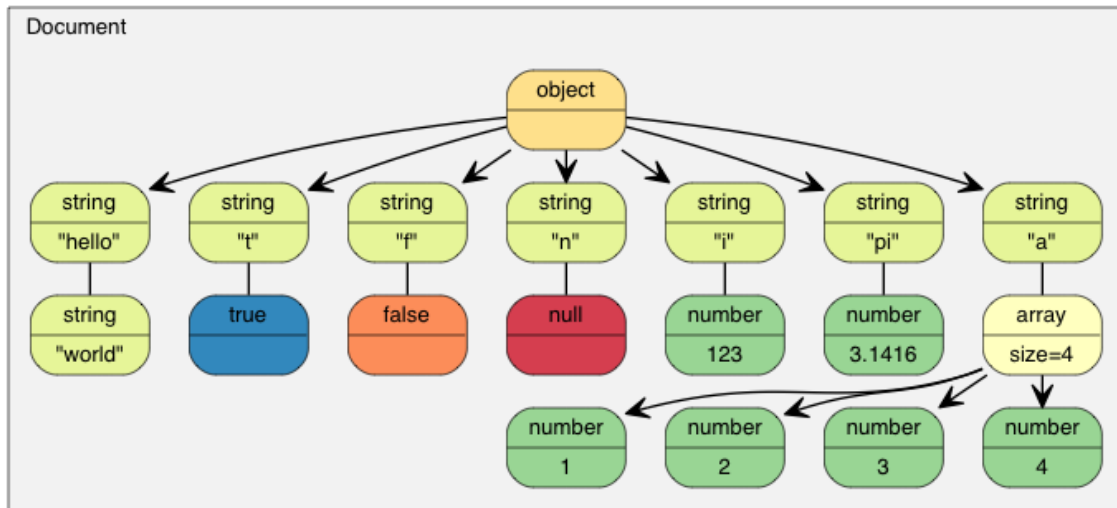 Document
object
string
"hello"
string
"t"
string
"f"
string
"n"
string
"i"
string
"pi"
string
"a"
string
"world"
true
false
null
number
123
number
3.1416
array
size=4
number
1
number
2
number
3
number
4